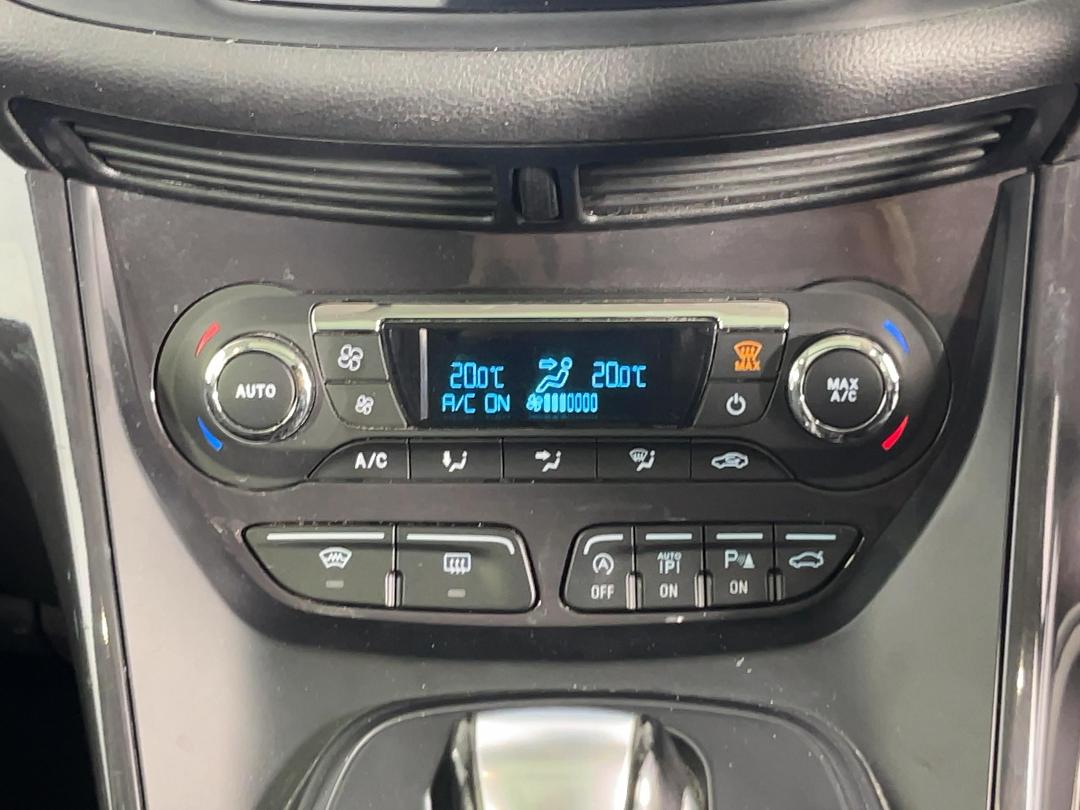 AUTO
20.0°C 20.0°C
A/C ON
MAX
MAX
A/C
A/C
A
OFF
AUTO
P
ON
P
ON